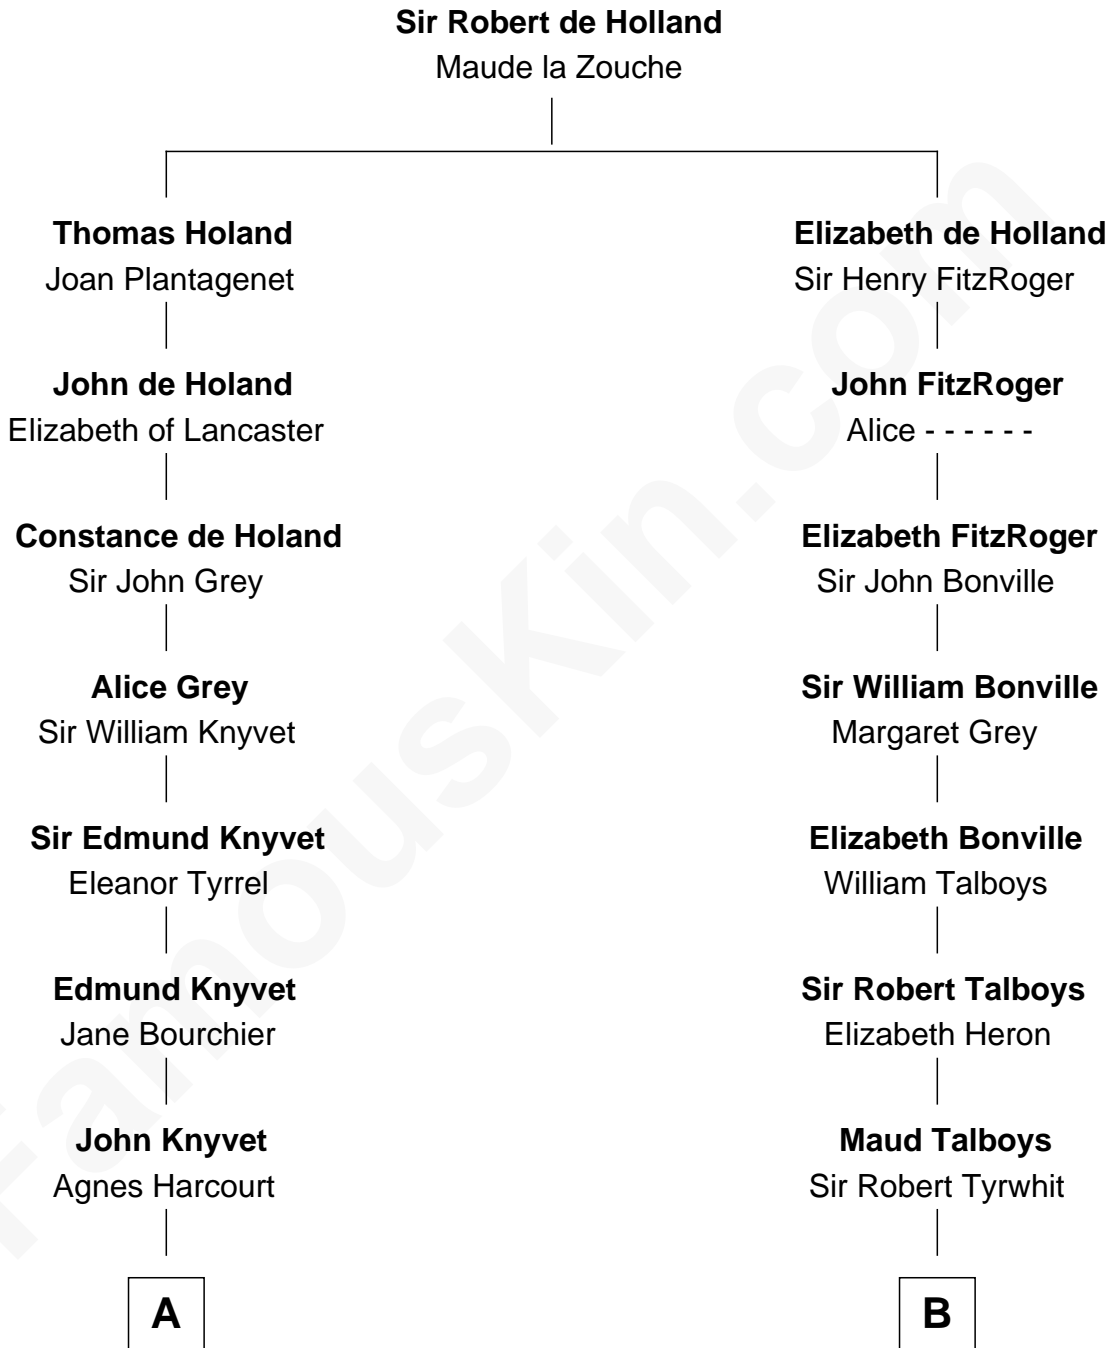 Sir Robert de Holland
Maude la Zouche
Thomas Holand
Joan Plantagenet
John de Holand
Elizabeth of Lancaster
Constance de Holand
Sir John Grey
Alice Grey
Sir William Knyvet
Sir Edmund Knyvet
Eleanor Tyrrel
Edmund Knyvet
Jane Bourchier
John Knyvet
Agnes Harcourt
A
Elizabeth de Holland
Sir Henry FitzRoger
John FitzRoger
Alice - - - - - -
Elizabeth FitzRoger
Sir John Bonville
Sir William Bonville
Margaret Grey
Elizabeth Bonville
William Talboys
Sir Robert Talboys
Elizabeth Heron
Maud Talboys
Sir Robert Tyrwhit
B
FamousKin.com